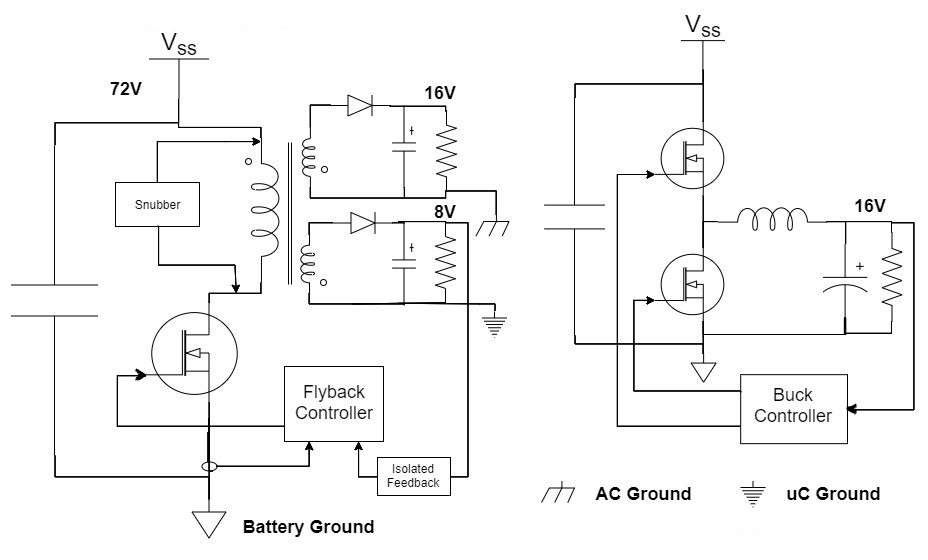 VSS
72V
16V
Snubber
8V
Flyback
Controller
Isolated
Feedback
Battery Ground
VSS
16V
Buck
Controller
AC Ground
uC Ground